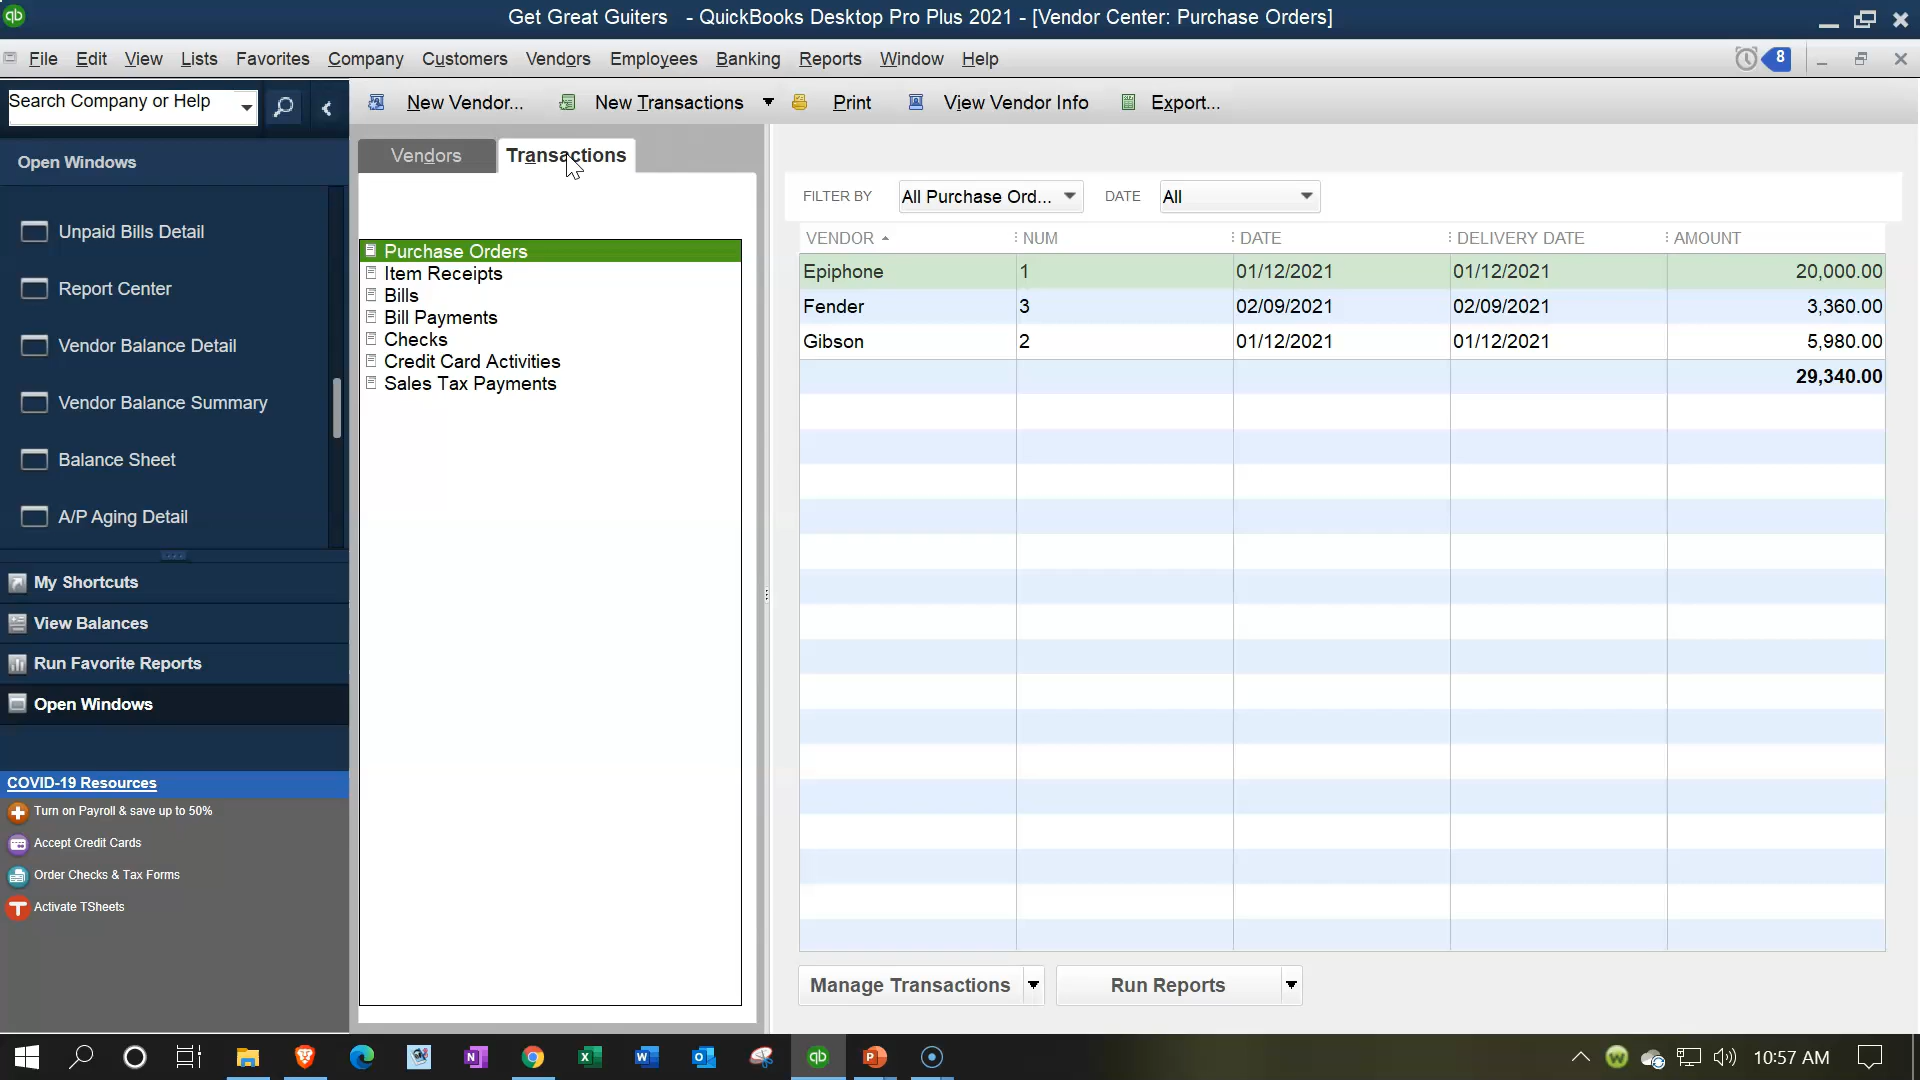 Get Great Guiters - QuickBooks Desktop Pro Plus 2021 - [Vendor Center: Purchase Orders]
File Edit View Lists Favorites Company Customers Vendors Employees Banking Reports Window Help
8
Search Company or Help
New Vendor... New Transactions Print View Vendor Info Export...
Open Windows
Unpaid Bills Detail
Report Center
Vendor Balance Detail
Vendor Balance Summary
Balance Sheet
A/P Aging Detail
My Shortcuts
View Balances
Run Favorite Reports
Open Windows
COVID-19 Resources
Turn on Payroll & save up to 50%
Accept Credit Cards
Order Checks & Tax Forms
Activate TSheets
Vendors Transactions
Purchase Orders
Item Receipts
Bills
Bill Payments
Checks
Credit Card Activities
Sales Tax Payments
FILTER BY All Purchase Ord... DATE All
VENDOR NUM DATE DELIVERY DATE AMOUNT
Epiphone 1 01/12/2021 01/12/2021 20,000.00
Fender 3 02/09/2021 02/09/2021 3,360.00
Gibson 2 01/12/2021 01/12/2021 5,980.00
29,340.00
Manage Transactions Run Reports
10:57 AM